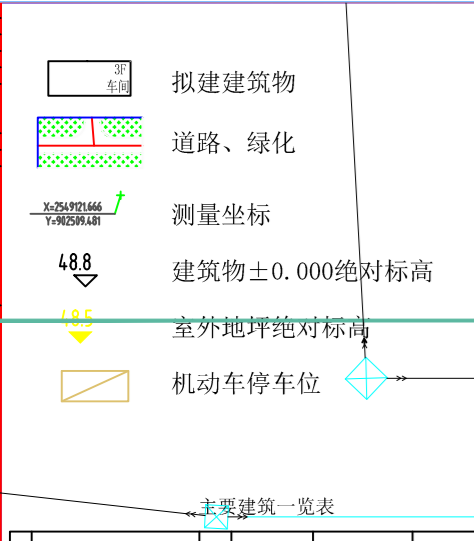 3F
车间
拟建建筑物
道路、绿化
X=2549121.666
Y=902509.481
测量坐标
48.8
建筑物±0.000绝对标高
48.5
室外地坪绝对标高
机动车停车位
主要建筑一览表